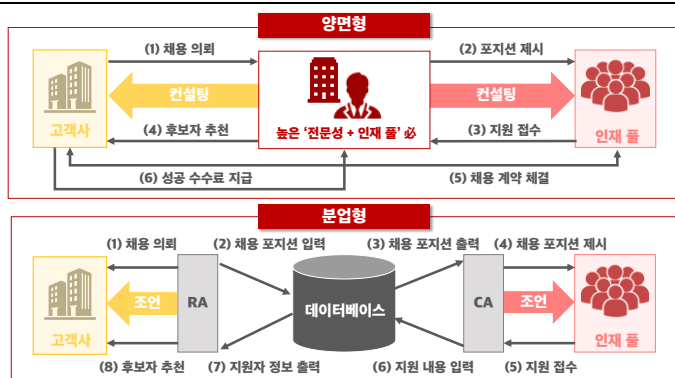 양면형
(1) 채용 의뢰
(2) 포지션 제시
컨설팅
컨설팅
고객사
높은 '전문성 + 인재 풀' 必
인재 풀
(4) 후보자 추천
(3) 지원 접수
(6) 성공 수수료 지급
(5) 채용 계약 체결
분업형
(1) 채용 의뢰
(2) 채용 포지션 입력
(3) 채용 포지션 출력
(4) 채용 포지션 제시
조언
RA
데이터베이스
CA
조언
고객사
인재 풀
(8) 후보자 추천
(7) 지원자 정보 출력
(6) 지원 내용 입력
(5) 지원 접수